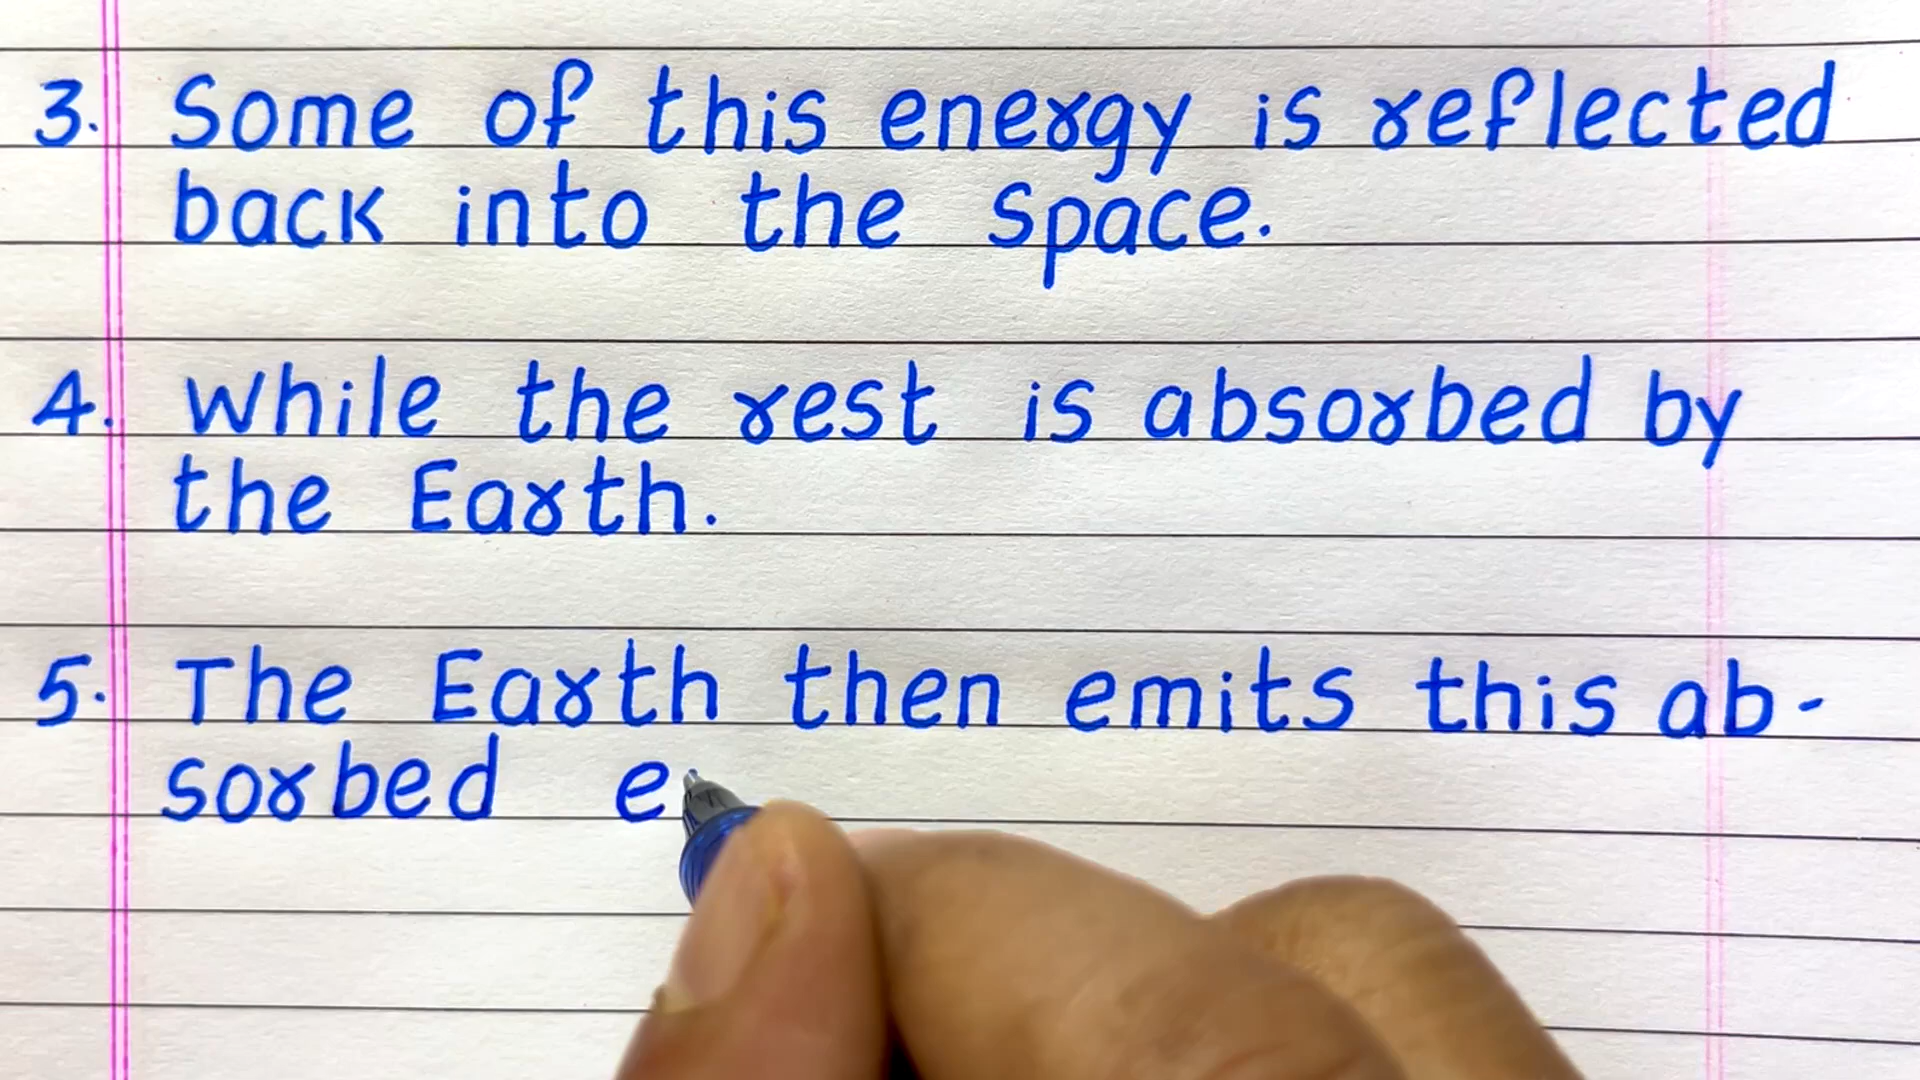 3. Some of this energy is reflected
back into the space.
4. While the rest is absorbed by
the Earth.
5. The Earth then emits this ab-
sorbed e